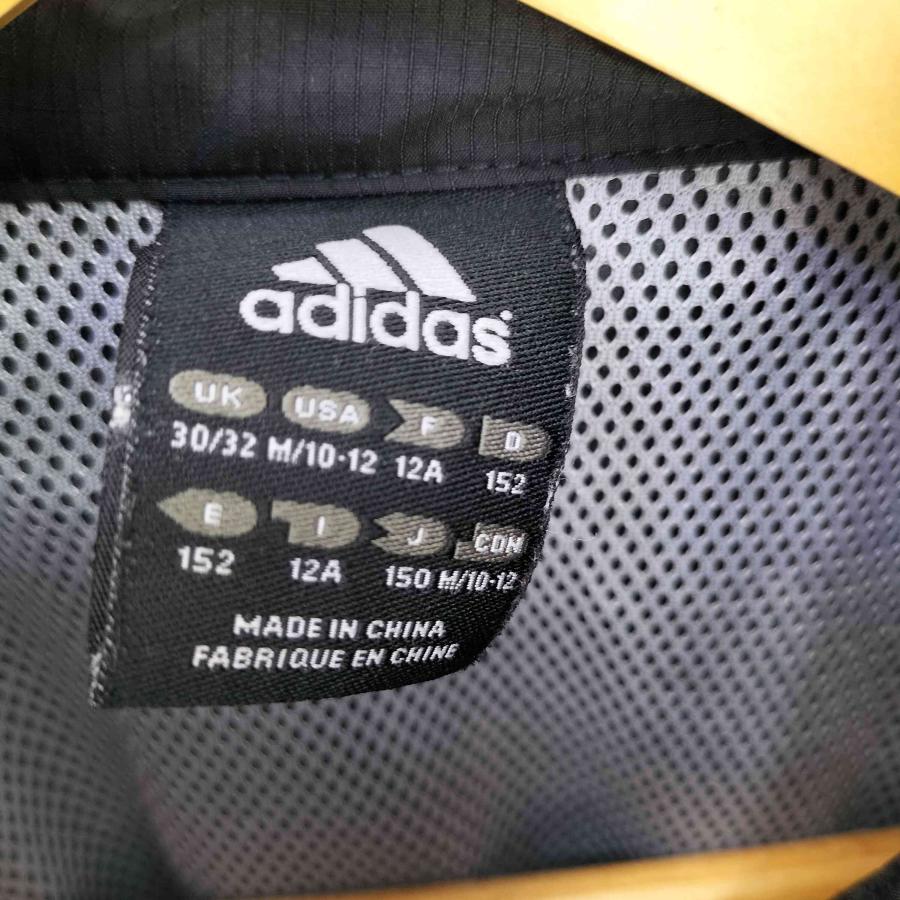 adidas
UK USA F D
30/32 M/10-12 12A 152
E I J CDN
152 12A 150 M/10-12
MADE IN CHINA
FABRIQUE EN CHINE